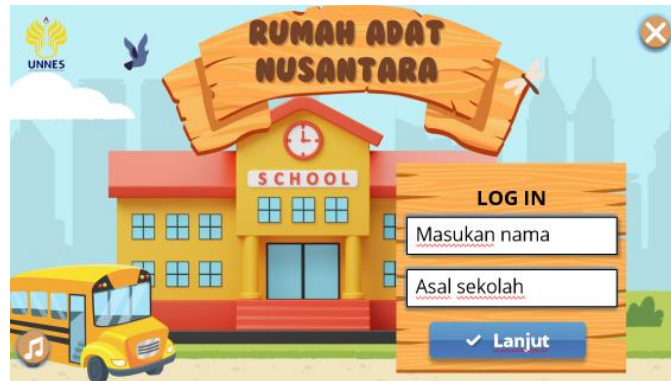 UNNES
RUMAH ADAT
NUSANTARA
SCHOOL
LOG IN
Masukan nama
Asal sekolah
Lanjut